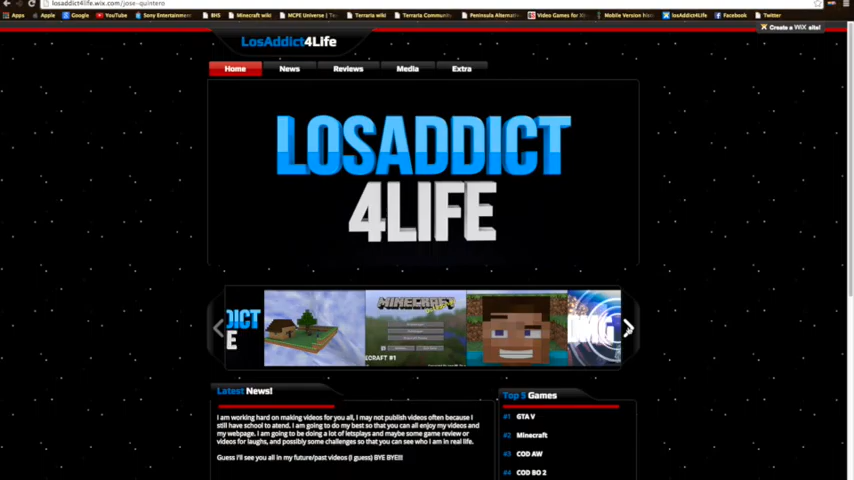 losaddict4life.wix.com/jose--quintero
Apps Apple Google YouTube Sony Entertainment BHS Minecraft wiki MCPE Universe | Te Terraria wiki Terraria Community Peninsula Alternat Video Games for X Mobile Version losAddict4Life Facebook Twitter
Create a WiX site!
LosAddict4Life
Home News Reviews Media Extra
LOSADDICT
4LIFE
DICT
E
MINECRAFT
ECRAFT #1
OMG
Latest News!
I am working hard on making videos for you all, I may not publish videos often because I
still have school to atend. I am going to do my best so that you can all enjoy my videos and
my webpage. I am going to be doing a lot of letsplays and maybe some game review or
videos for laughs, and possibly some challenges so that you can see who I am in real life.
Guess i'll see you all in my future/past videos (I guess) BYE BYE!!!
Top 5 Games
#1 GTA V
#2 Minecraft
#3 COD AW
#4 COD BO 2